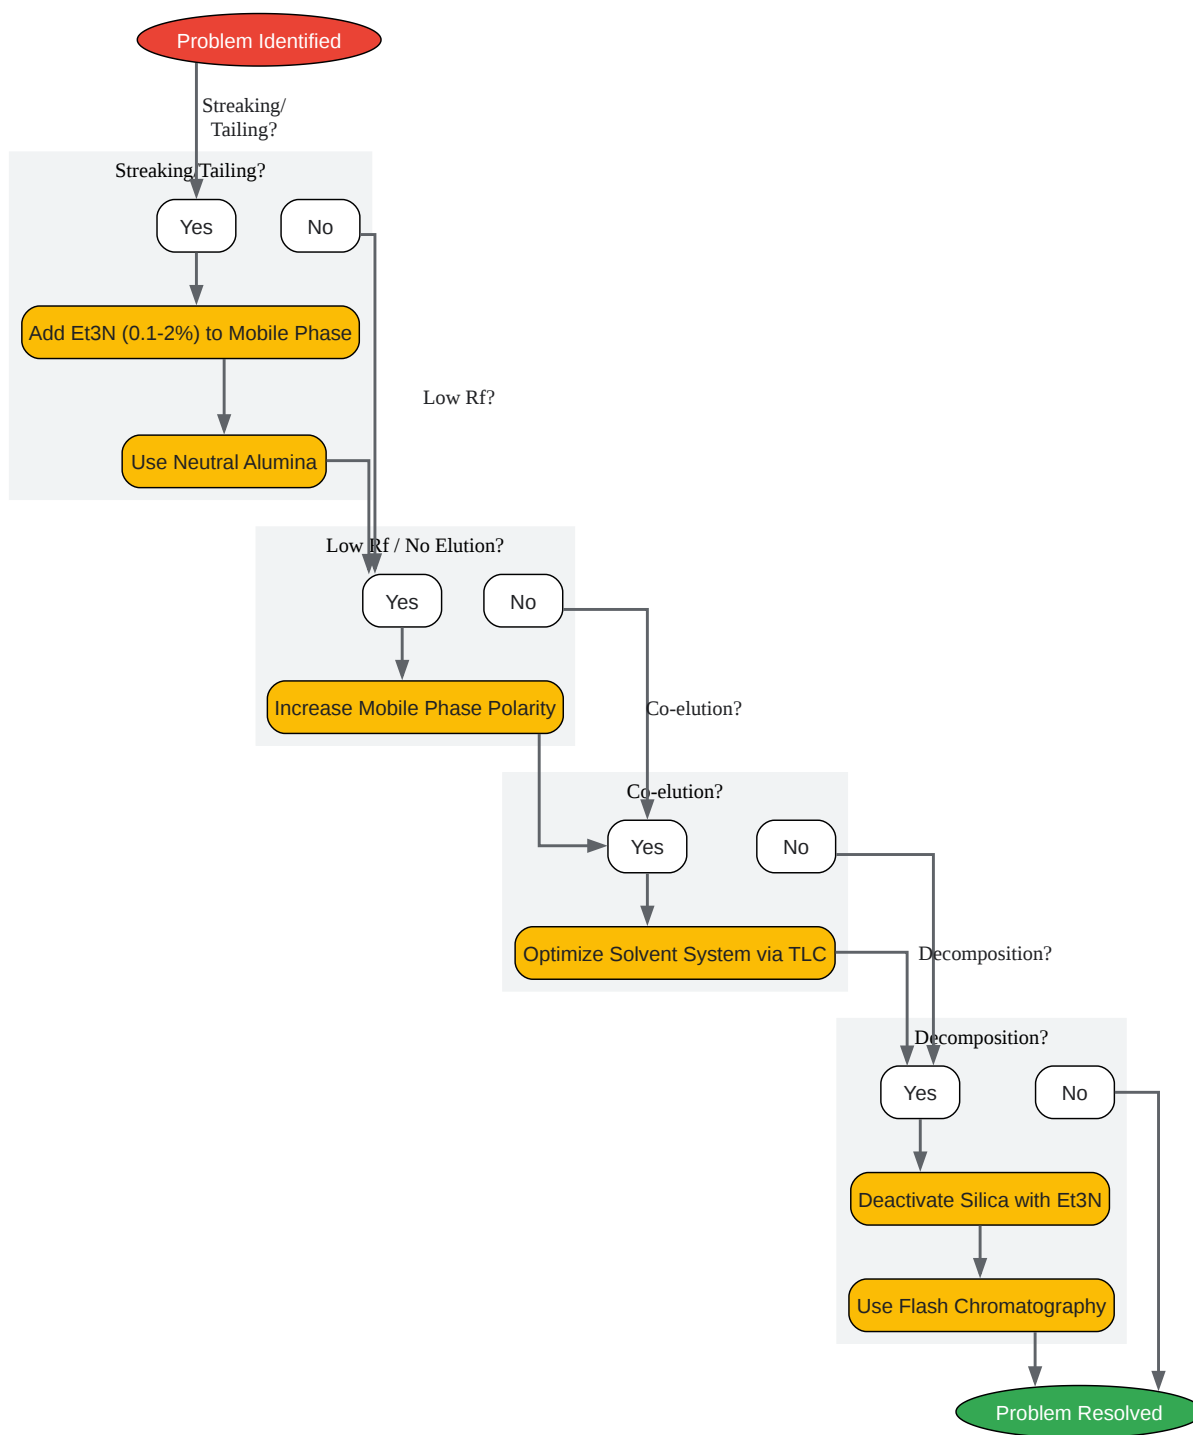 Problem Identified
Streaking/
Tailing?
Streaking/Tailing?
Yes
No
Add Et3N (0.1-2%) to Mobile Phase
Low Rf?
Use Neutral Alumina
Low Rf / No Elution?
Yes
No
Increase Mobile Phase Polarity
Co-elution?
Co-elution?
Yes
No
Optimize Solvent System via TLC
Decomposition?
Decomposition?
Yes
No
Deactivate Silica with Et3N
Use Flash Chromatography
Problem Resolved